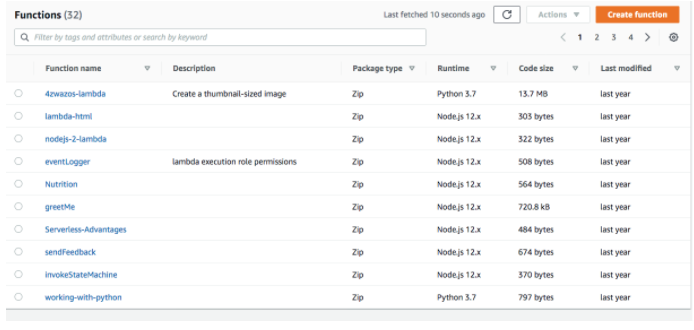 Functions (32) Last fetched 10 seconds ago Actions Create function
Filter by tags and attributes or search by keyword 1 2 3 4
Function name Description Package type Runtime Code size Last modified
4zwazos-lambda Create a thumbnail-sized image Zip Python 3.7 13.7 MB last year
lambda-html Zip Node.js 12.x 303 bytes last year
nodejs-2-lambda Zip Node.js 12.x 322 bytes last year
eventLogger lambda execution role permissions Zip Node.js 12.x 508 bytes last year
Nutrition Zip Node.js 12.x 564 bytes last year
greetMe Zip Node.js 12.x 720.8 kB last year
Serverless-Advantages Zip Node.js 12.x 484 bytes last year
sendFeedback Zip Node.js 12.x 674 bytes last year
invokeStateMachine Zip Node.js 12.x 370 bytes last year
working-with-python Zip Python 3.7 797 bytes last year